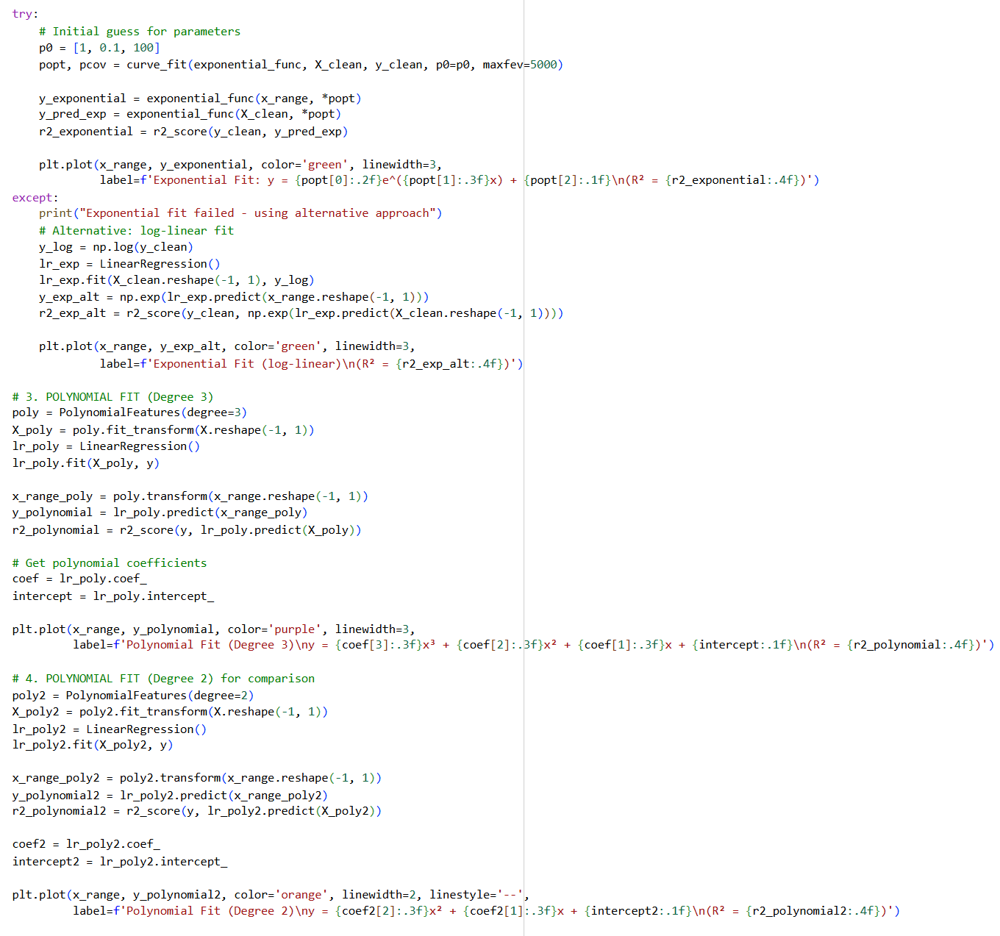 try:
    # Initial guess for parameters
    p0 = [1, 0.1, 100]
    popt, pcov = curve_fit(exponential_func, X_clean, y_clean, p0=p0, maxfev=5000)

    y_exponential = exponential_func(x_range, *popt)
    y_pred_exp = exponential_func(X_clean, *popt)
    r2_exponential = r2_score(y_clean, y_pred_exp)

    plt.plot(x_range, y_exponential, color='green', linewidth=3,
             label=f'Exponential Fit: y = {popt[0]:.2f}e^({popt[1]:.3f}x) + {popt[2]:.1f}\n(R² = {r2_exponential:.4f})')
except:
    print("Exponential fit failed - using alternative approach")
    # Alternative: log-linear fit
    y_log = np.log(y_clean)
    lr_exp = LinearRegression()
    lr_exp.fit(X_clean.reshape(-1, 1), y_log)
    y_exp_alt = np.exp(lr_exp.predict(x_range.reshape(-1, 1)))
    r2_exp_alt = r2_score(y_clean, np.exp(lr_exp.predict(X_clean.reshape(-1, 1))))

    plt.plot(x_range, y_exp_alt, color='green', linewidth=3,
             label=f'Exponential Fit (log-linear)\n(R² = {r2_exp_alt:.4f})')

# 3. POLYNOMIAL FIT (Degree 3)
poly = PolynomialFeatures(degree=3)
X_poly = poly.fit_transform(X.reshape(-1, 1))
lr_poly = LinearRegression()
lr_poly.fit(X_poly, y)

x_range_poly = poly.transform(x_range.reshape(-1, 1))
y_polynomial = lr_poly.predict(x_range_poly)
r2_polynomial = r2_score(y, lr_poly.predict(X_poly))

# Get polynomial coefficients
coef = lr_poly.coef_
intercept = lr_poly.intercept_

plt.plot(x_range, y_polynomial, color='purple', linewidth=3,
         label=f'Polynomial Fit (Degree 3)\ny = {coef[3]:.3f}x³ + {coef[2]:.3f}x² + {coef[1]:.3f}x + {intercept:.1f}\n(R² = {r2_polynomial:.4f})')

# 4. POLYNOMIAL FIT (Degree 2) for comparison
poly2 = PolynomialFeatures(degree=2)
X_poly2 = poly2.fit_transform(X.reshape(-1, 1))
lr_poly2 = LinearRegression()
lr_poly2.fit(X_poly2, y)

x_range_poly2 = poly2.transform(x_range.reshape(-1, 1))
y_polynomial2 = lr_poly2.predict(x_range_poly2)
r2_polynomial2 = r2_score(y, lr_poly2.predict(X_poly2))

coef2 = lr_poly2.coef_
intercept2 = lr_poly2.intercept_

plt.plot(x_range, y_polynomial2, color='orange', linewidth=2, linestyle='--',
         label=f'Polynomial Fit (Degree 2)\ny = {coef2[2]:.3f}x² + {coef2[1]:.3f}x + {intercept2:.1f}\n(R² = {r2_polynomial2:.4f})')